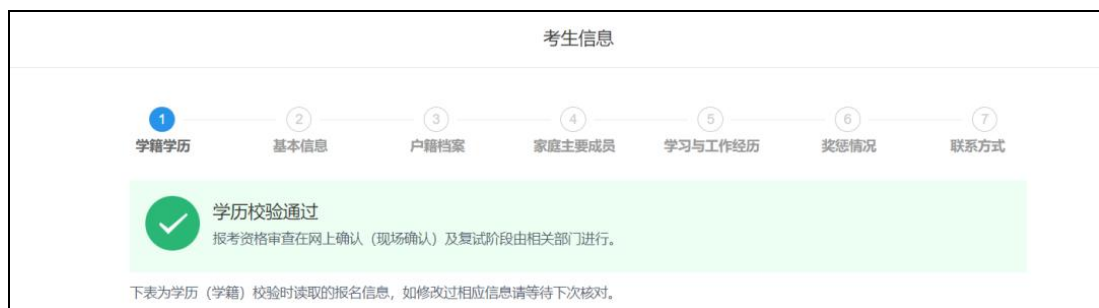 考生信息
1 2 3 4 5 6 7
学籍学历 基本信息 户籍档案 家庭主要成员 学习与工作经历 奖惩情况 联系方式
学历校验通过
报考资格审查在网上确认（现场确认）及复试阶段由相关部门进行。
下表为学历（学籍）校验时读取的报名信息，如修改过相应信息请等待下次核对。